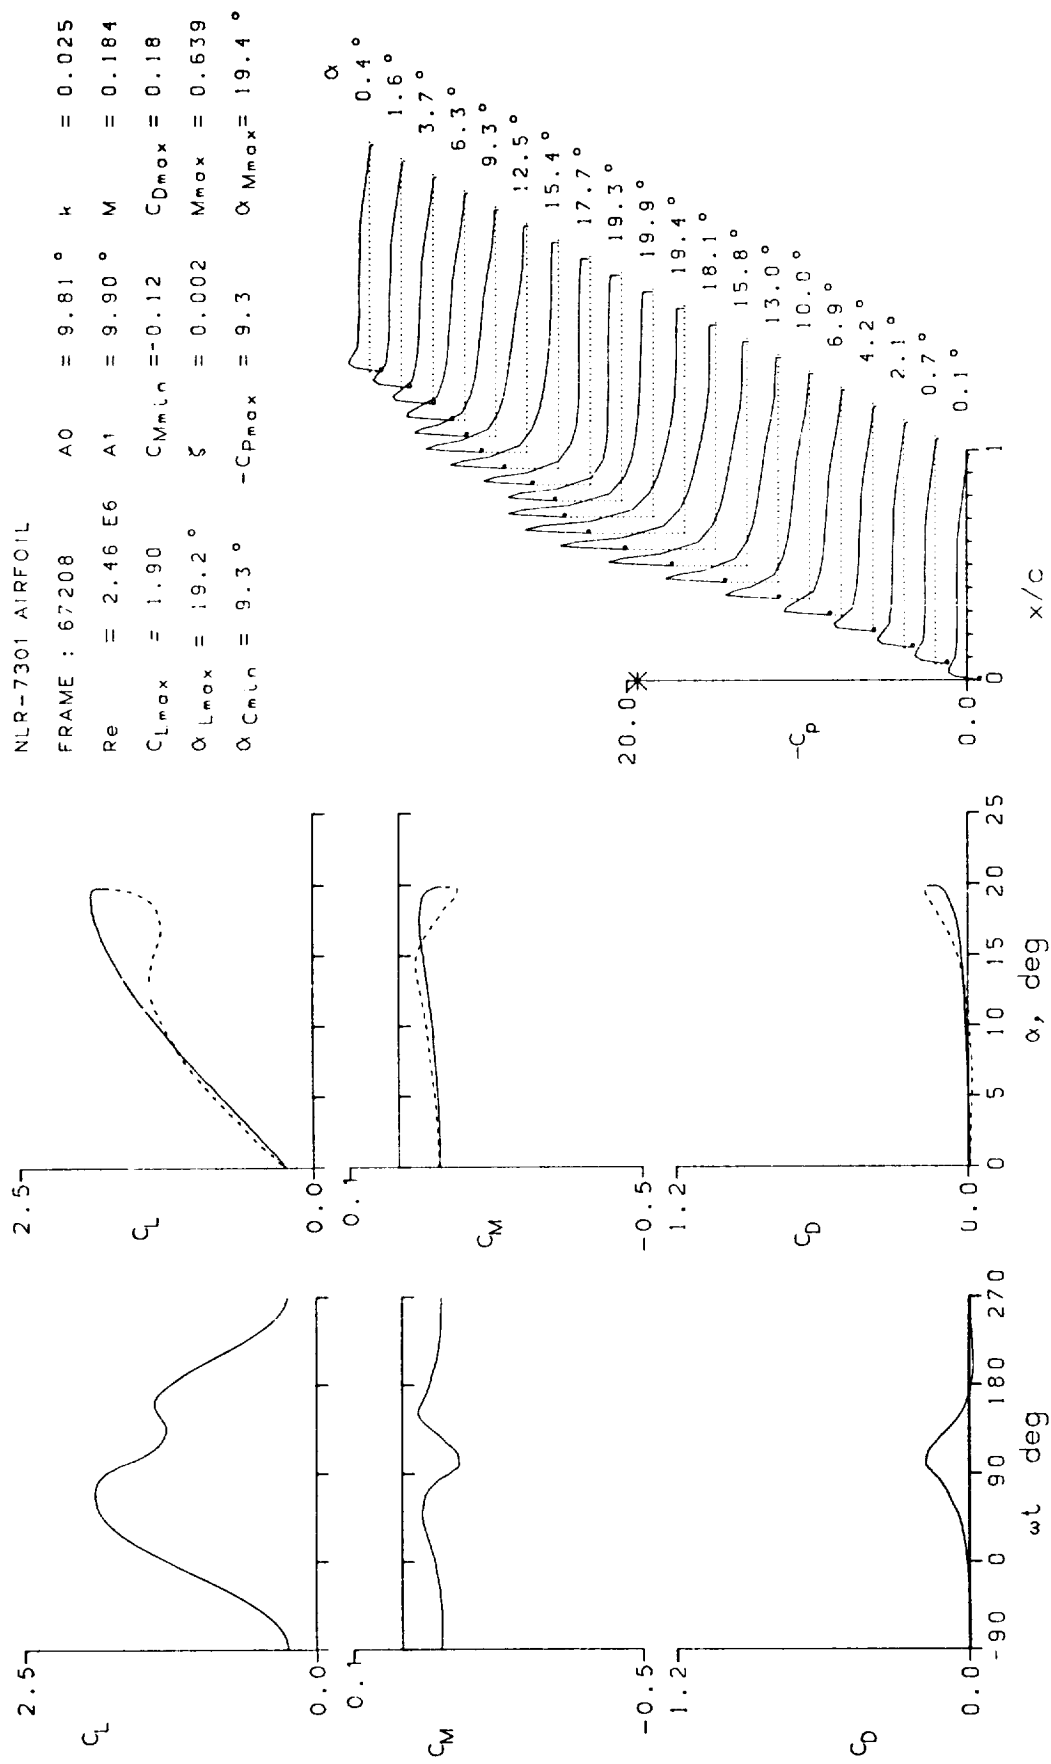 NLR-7301 AIRFOIL
FRAME : 67208 A0 = 9.81° k = 0.025
Re = 2.46 E6 A1 = 9.90° M = 0.184
CLmax = 1.90 CMmin =-0.12 CDmax = 0.18
αLmax = 19.2° ζ = 0.002 Mmax = 0.639
αCmin = 9.3° -CPmax = 9.3 αMmax = 19.4°
2.5
CL
0.0
0.1
CM
-0.5
1.2
CD
0.0
-90 0 90 180 270
ωt deg
2.5
CL
0.0
0.1
CM
-0.5
1.2
CD
0.0
0 5 10 15 20 25
α, deg
α
0.4°
1.6°
3.7°
6.3°
9.3°
12.5°
15.4°
17.7°
19.3°
19.9°
19.4°
18.1°
15.8°
13.0°
10.0°
6.9°
4.2°
2.1°
0.7°
0.1°
20.0
-Cp
0.0
0 1
x/c